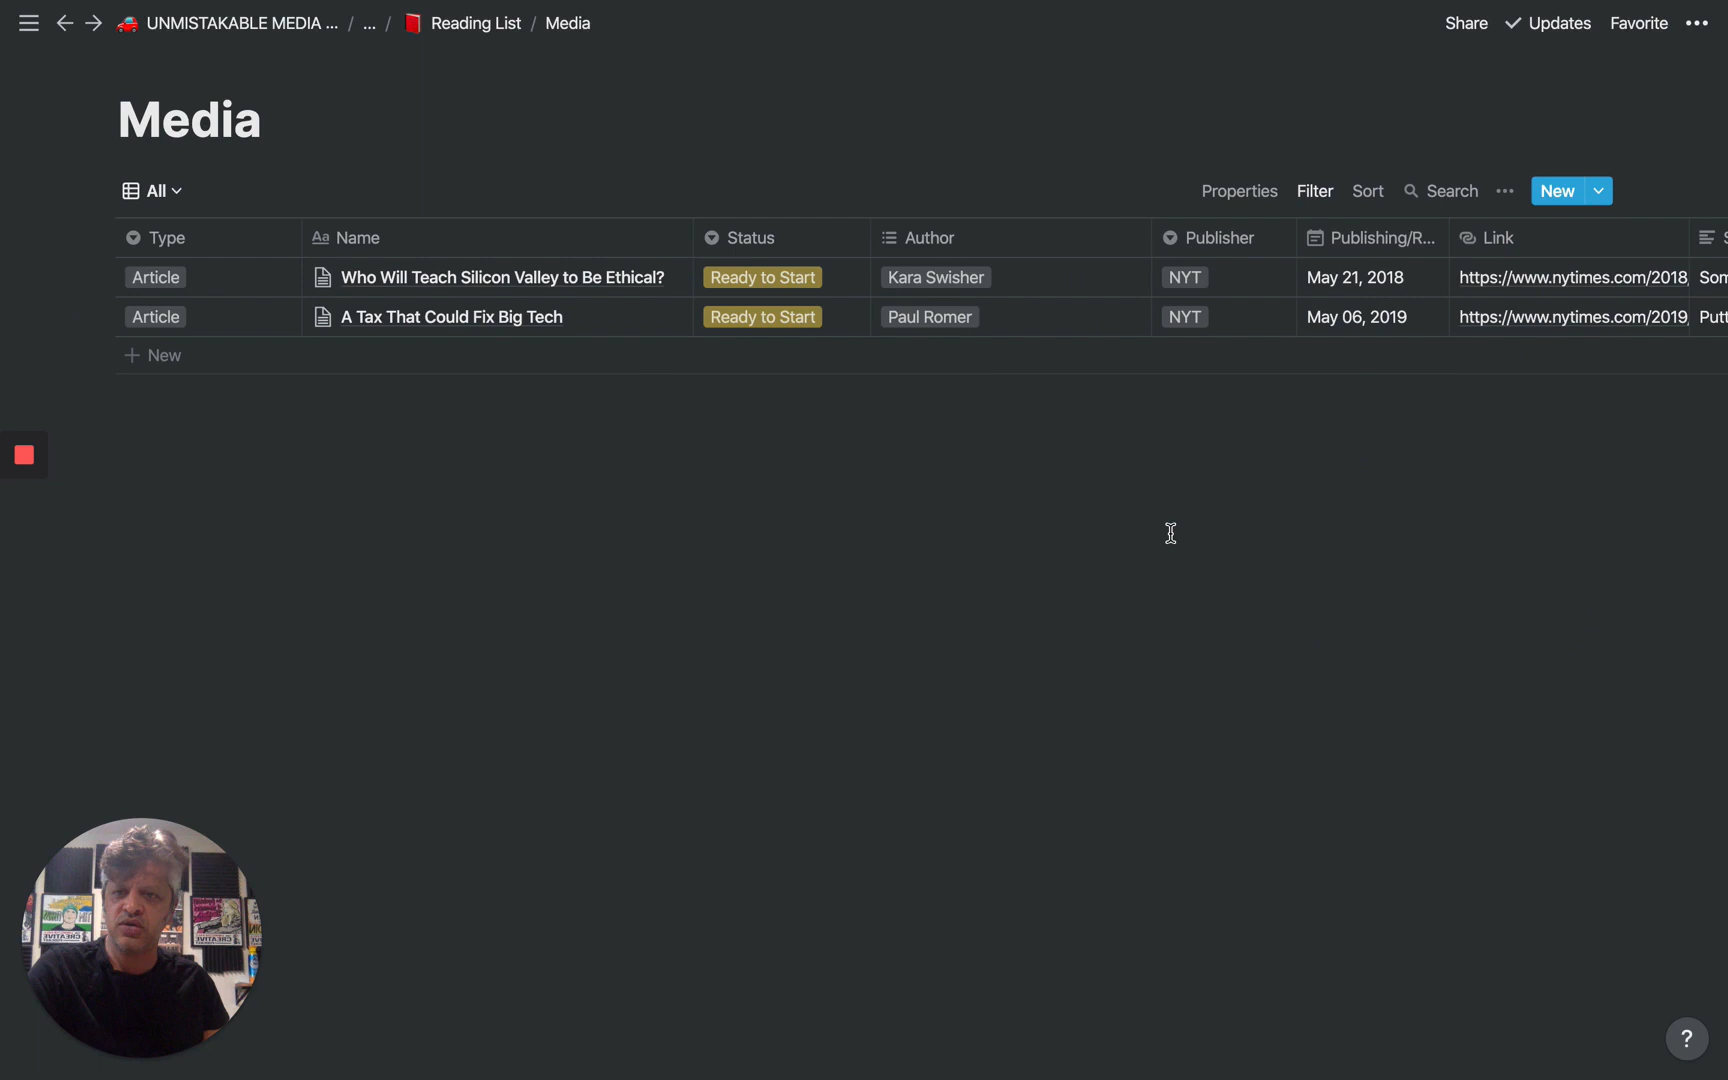 UNMISTAKABLE MEDIA ... / ... / Reading List / Media
Share Updates Favorite
Media
All
Properties Filter Sort Search New
Type Name Status Author Publisher Publishing/R... Link
Article Who Will Teach Silicon Valley to Be Ethical? Ready to Start Kara Swisher NYT May 21, 2018 https://www.nytimes.com/2018, Som
Article A Tax That Could Fix Big Tech Ready to Start Paul Romer NYT May 06, 2019 https://www.nytimes.com/2019, Putt
New
CREATIVE
?